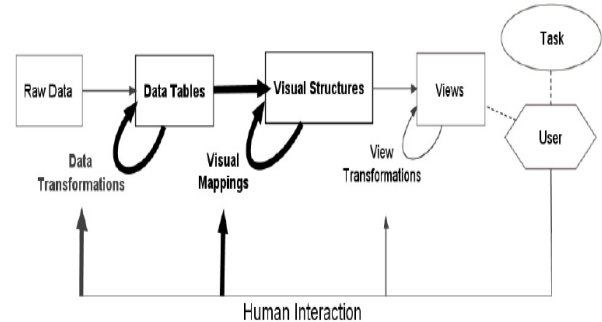 Task
Raw Data
Data Tables
Visual Structures
Views
User
Data
Transformations
Visual
Mappings
View
Transformations
Human Interaction